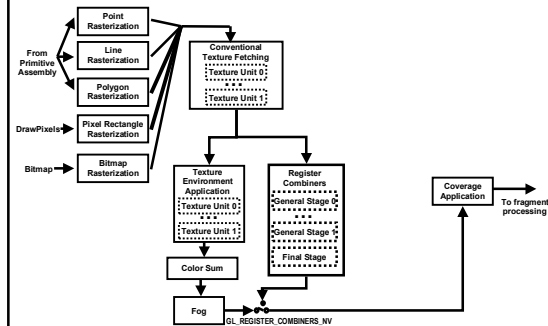 Point
Rasterization
From
Primitive
Assembly
Line
Rasterization
Polygon
Rasterization
DrawPixels
Pixel Rectangle
Rasterization
Bitmap
Bitmap
Rasterization
Conventional
Texture Fetching
Texture Unit 0
Texture Unit 1
Texture
Environment
Application
Texture Unit 0
Texture Unit 1
Color Sum
Fog
Register
Combiners
General Stage 0
General Stage 1
Final Stage
GL_REGISTER_COMBINERS_NV
Coverage
Application
To fragment
processing